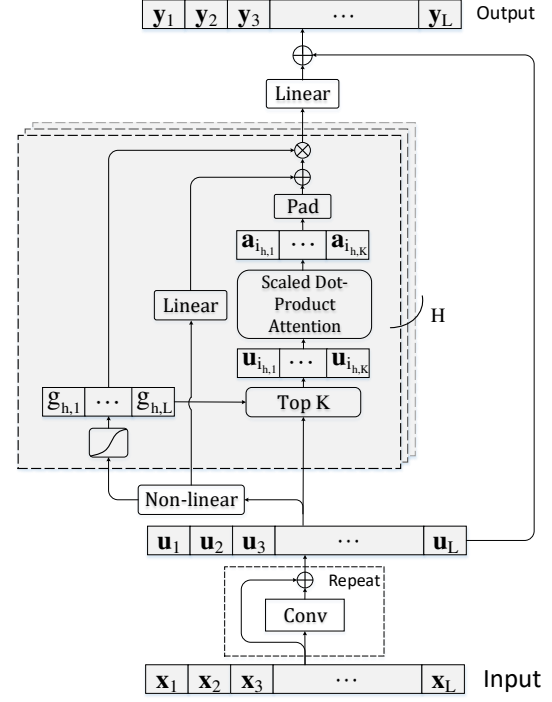 y1 y2 y3 ... yL Output
Linear
Pad
a_{i_{h,1}} ... a_{i_{h,K}}
Scaled Dot-
Product
Attention
Linear
H
u_{i_{h,1}} ... u_{i_{h,K}}
g_{h,1} ... g_{h,L}
Top K
Non-linear
u1 u2 u3 ... uL
Repeat
Conv
x1 x2 x3 ... xL Input